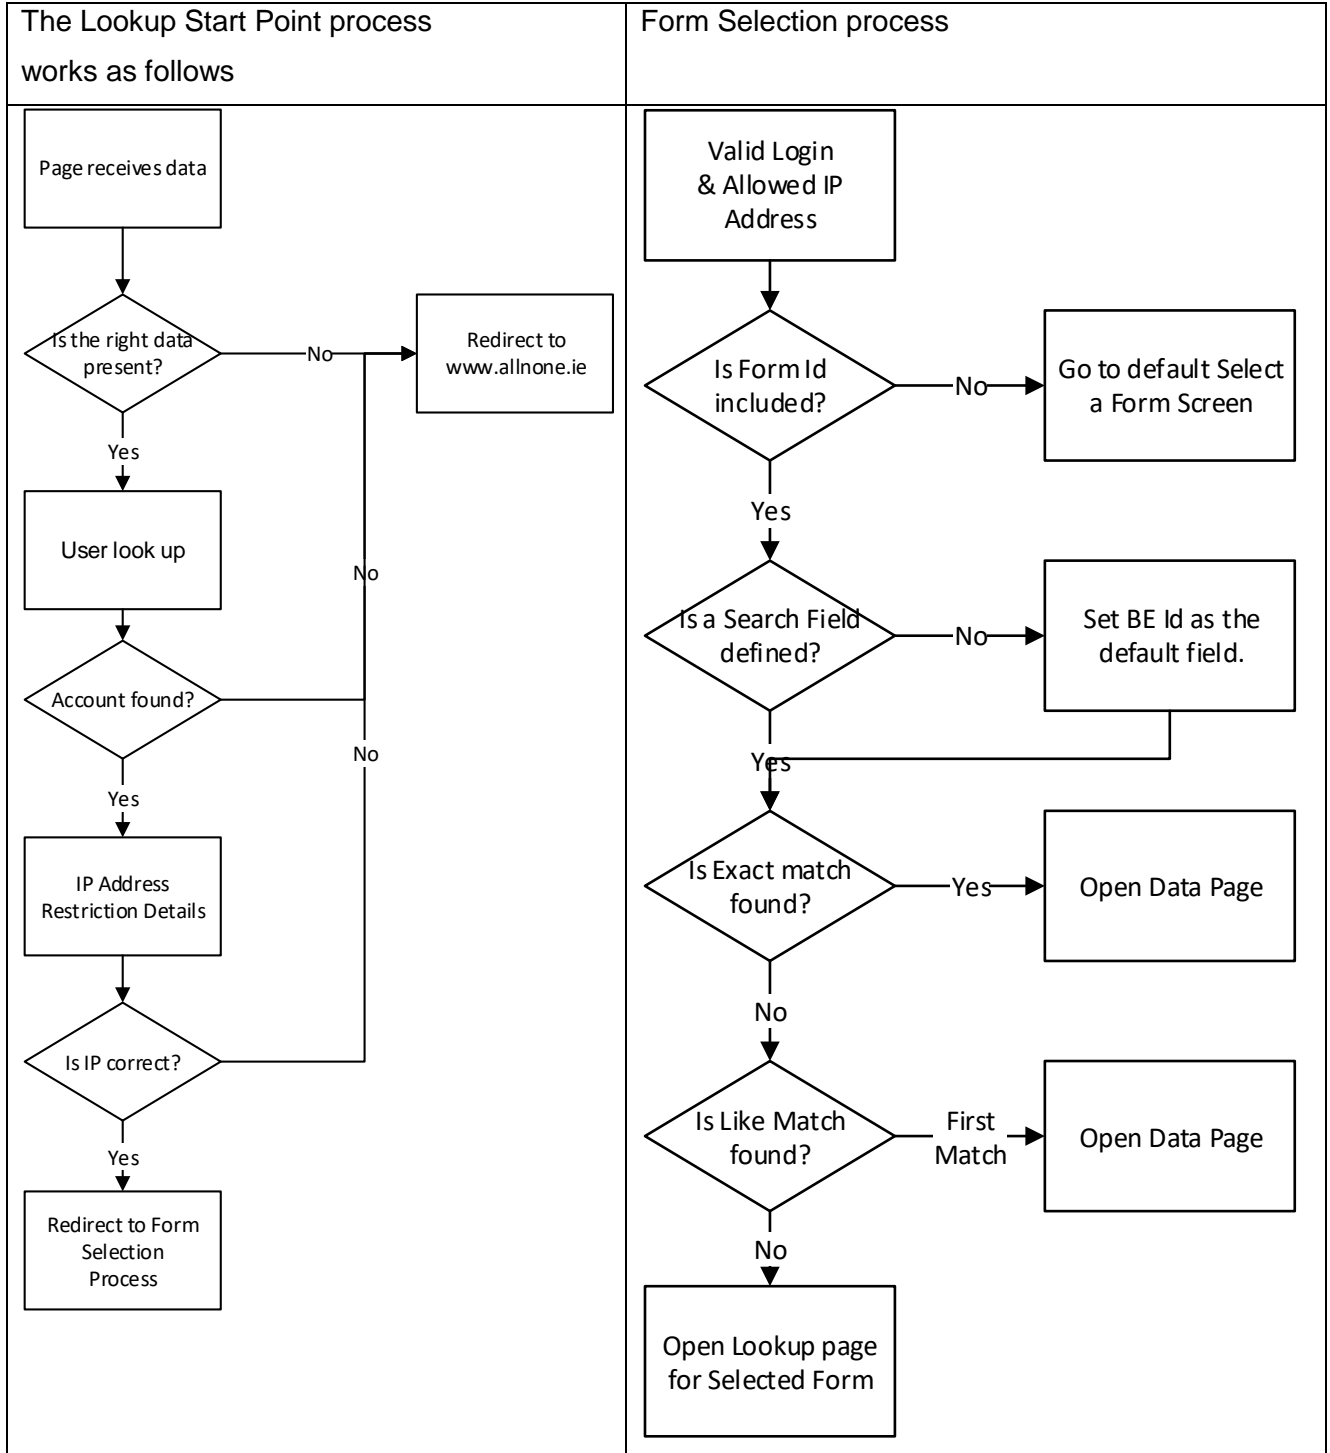 The Lookup Start Point process
works as follows
Form Selection process
Page receives data
Is the right data
present?
No
Redirect to
www.allnone.ie
Yes
User look up
No
Account found?
No
Yes
IP Address
Restriction Details
Is IP correct?
Yes
Redirect to Form
Selection
Process
Valid Login
& Allowed IP
Address
Is Form Id
included?
No
Go to default Select
a Form Screen
Yes
Is a Search Field
defined?
No
Set BE Id as the
default field.
Yes
Is Exact match
found?
Yes
Open Data Page
No
Is Like Match
found?
First
Match
Open Data Page
No
Open Lookup page
for Selected Form